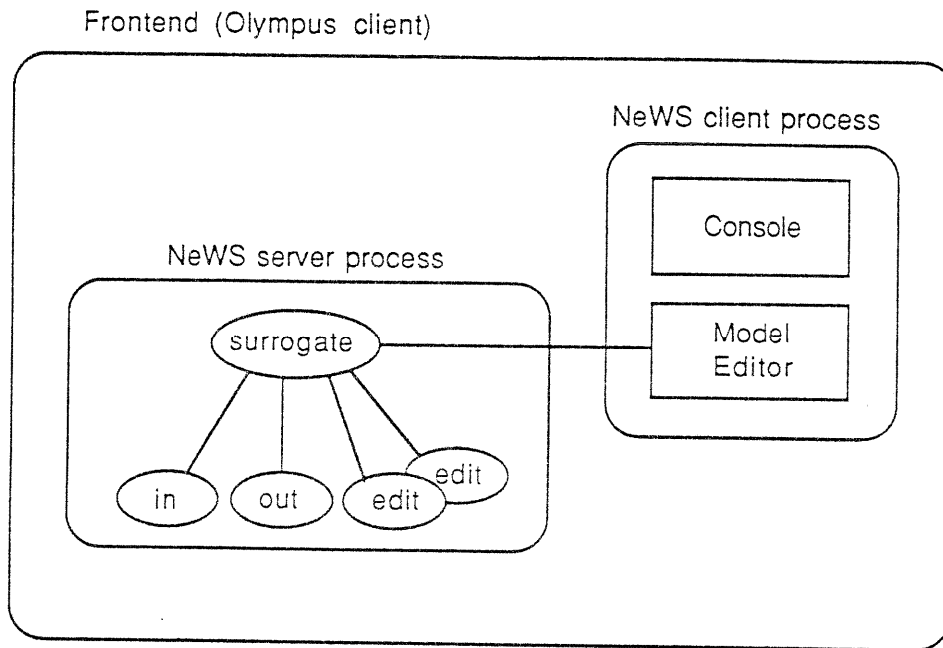 Frontend (Olympus client)
NeWS client process
Console
NeWS server process
surrogate
Model
Editor
in
out
edit
edit